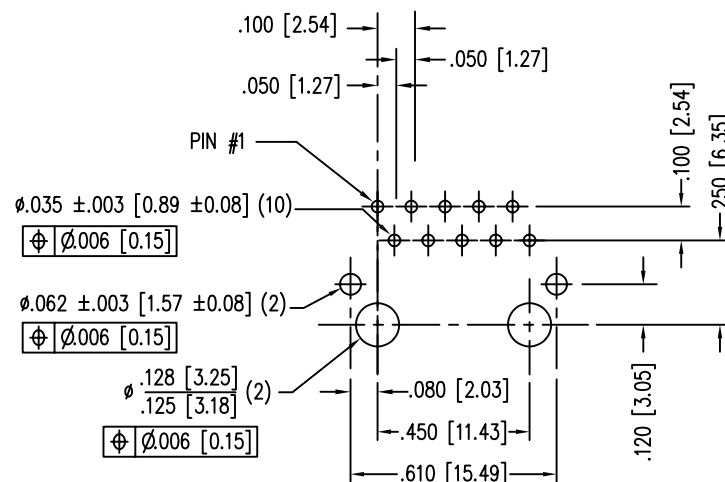 .100 [2.54]
.050 [1.27]
.050 [1.27]
PIN #1
.100 [2.54]
.250 [6.35]
ø.035 ±.003 [0.89 ±0.08] (10)
⌖ Ø.006 [0.15]
ø.062 ±.003 [1.57 ±0.08] (2)
⌖ Ø.006 [0.15]
ø .128 [3.25]
.125 [3.18] (2)
⌖ Ø.006 [0.15]
.080 [2.03]
.450 [11.43]
.610 [15.49]
.120 [3.05]